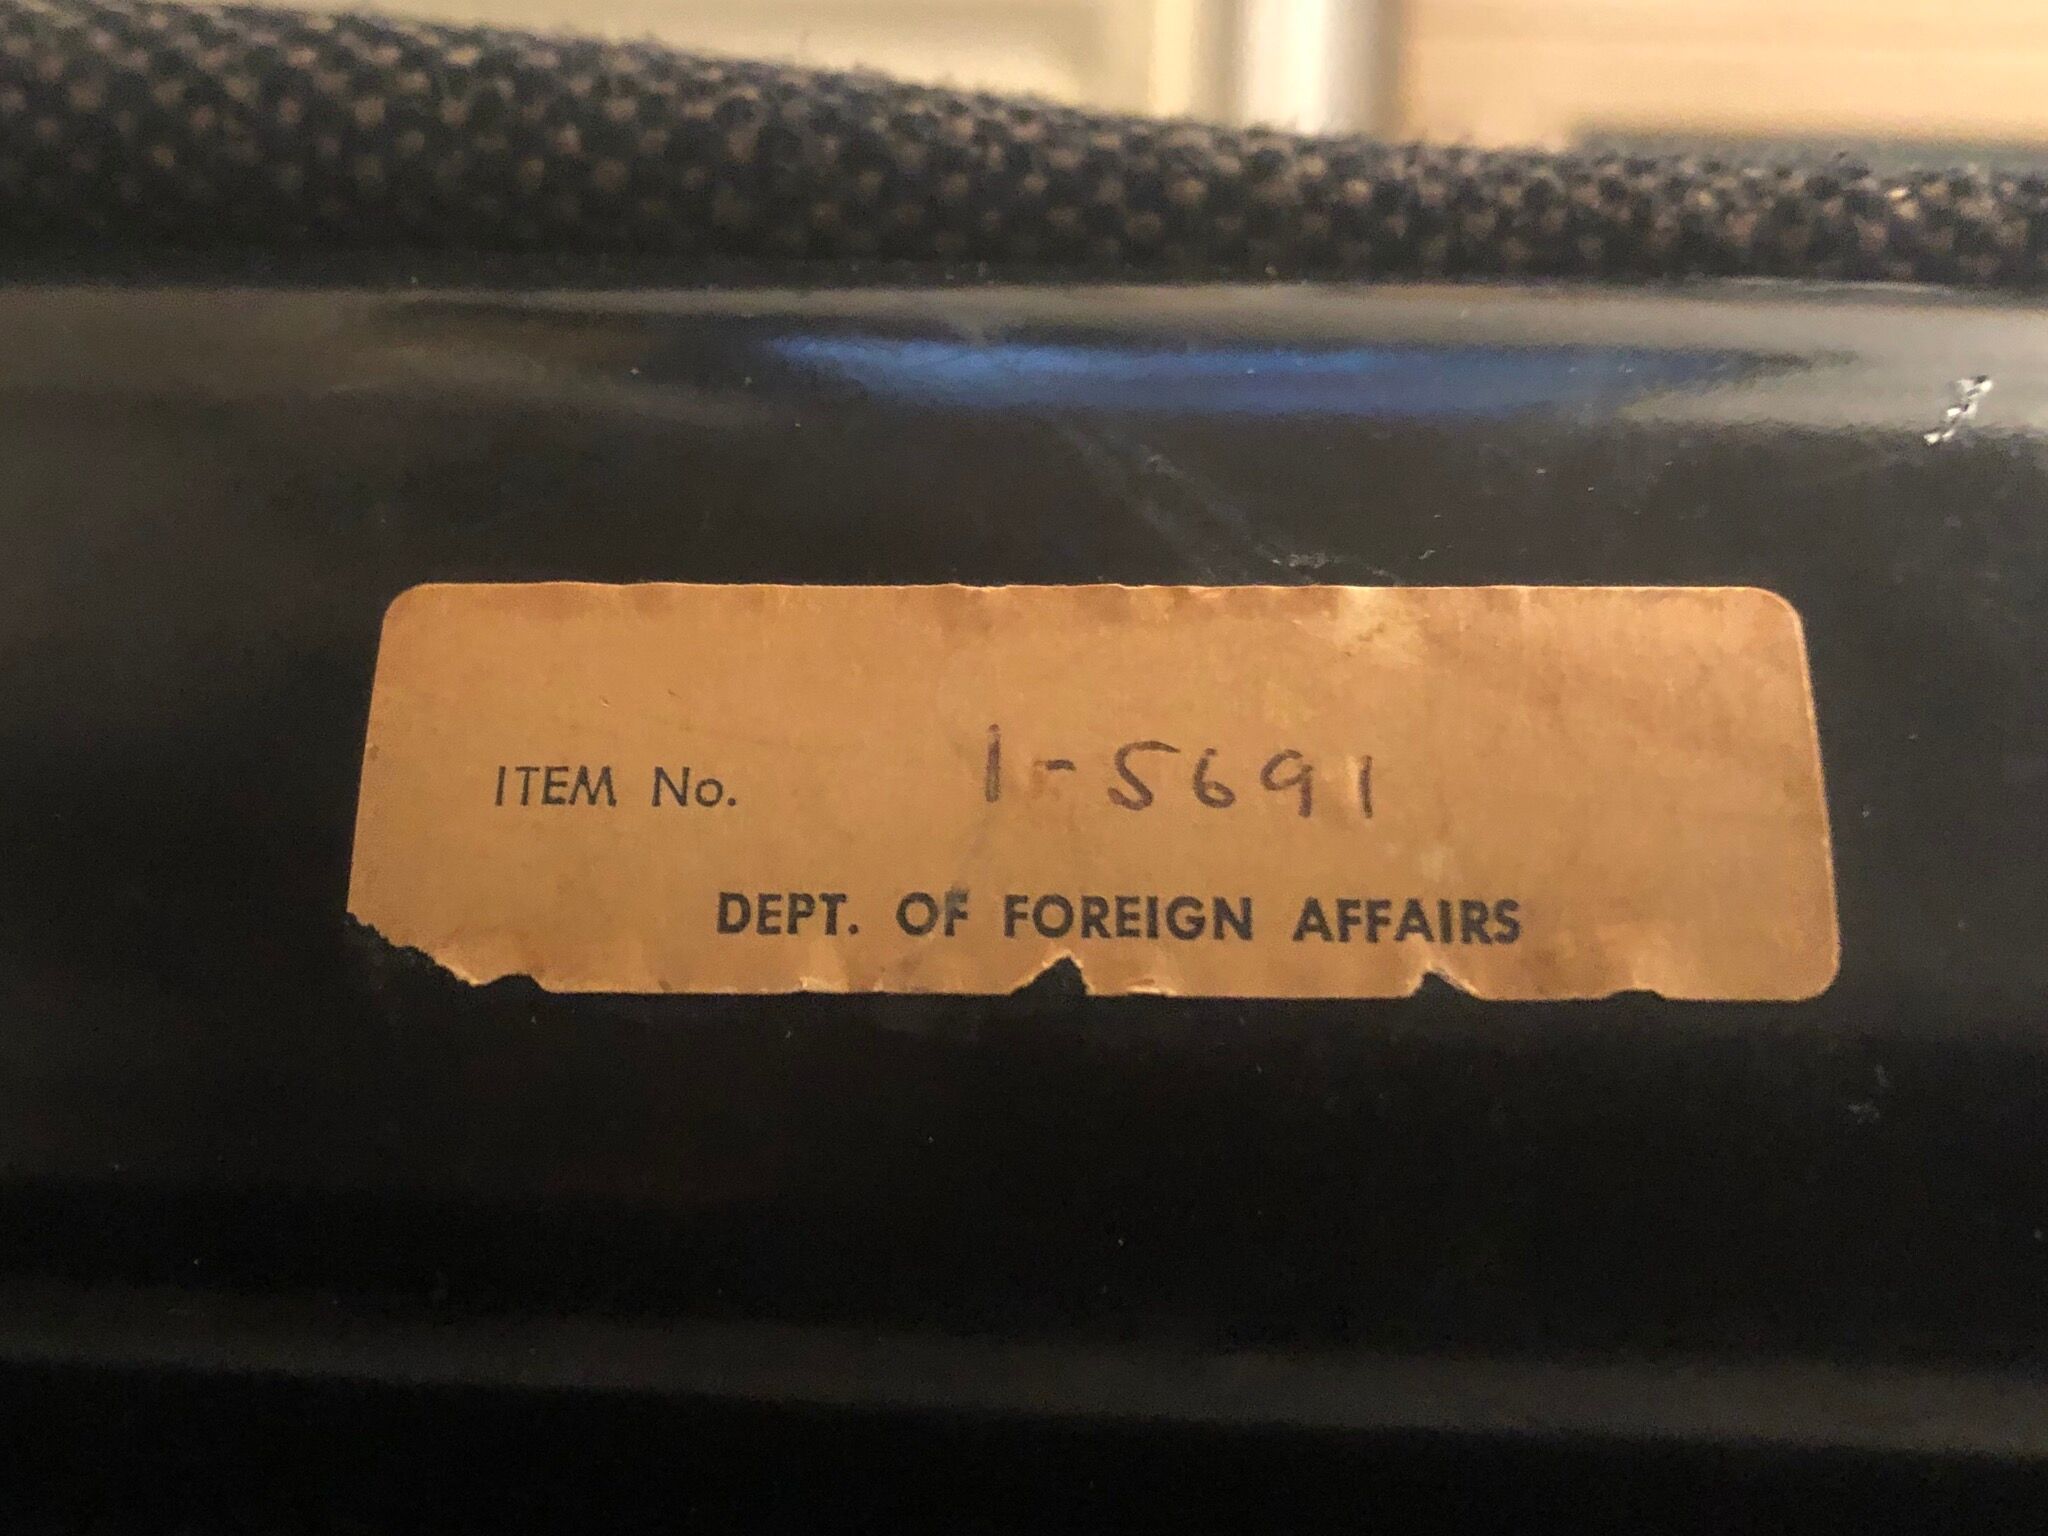 ITEM No. 1-5691
DEPT. OF FOREIGN AFFAIRS